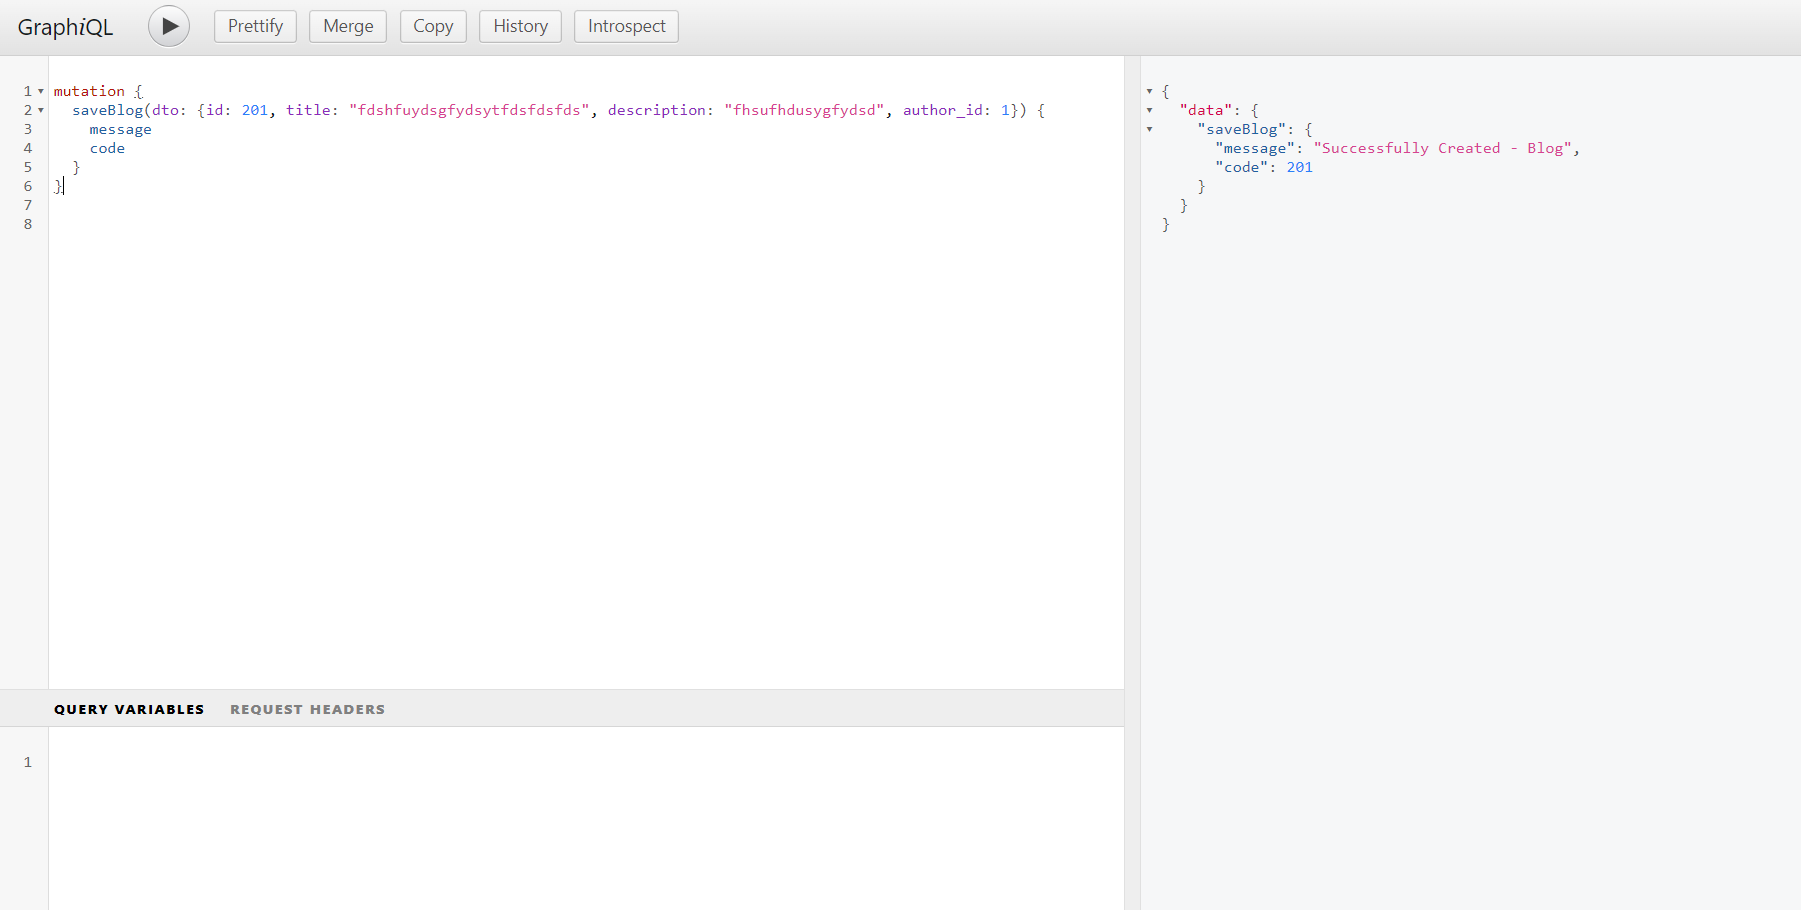 GraphiQL
Prettify
Merge
Copy
History
Introspect
1 mutation {
2 saveBlog(dto: {id: 201, title: "fdshfuydsgfydsytfdsfdsfds", description: "fhsufhdusygfydsd", author_id: 1}) {
3 message
4 code
5 }
6 }
7
8
QUERY VARIABLES
REQUEST HEADERS
1
{
"data": {
"saveBlog": {
"message": "Successfully Created - Blog",
"code": 201
}
}
}